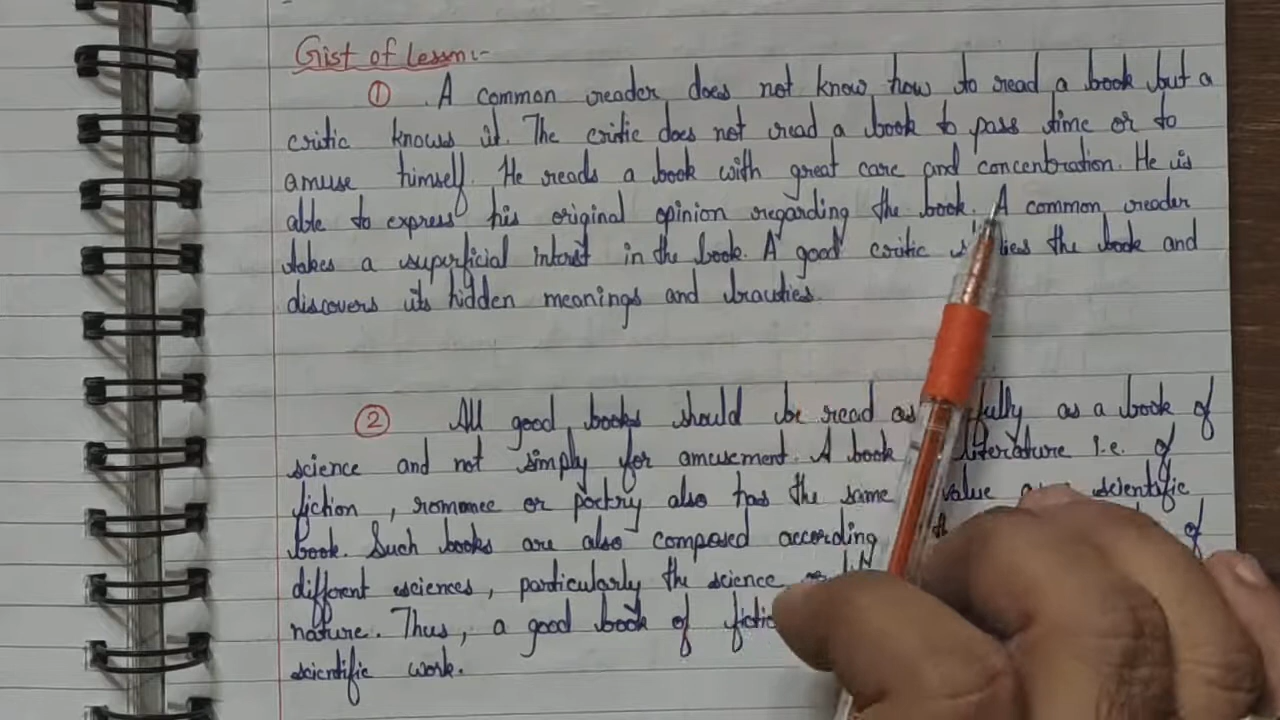 Gist of Lesson:-
① A common reader does not know how to read a book but a
critic knows it. The critic does not read a book to pass time or to
amuse himself. He reads a book with great care and concentration. He is
able to express his original opinion regarding the book. A common reader
takes a superficial interest in the book. A good critic the book and
discovers its hidden meanings and beauties.
② All good books should be read as as a book of
science and not simply for amusement. A book literature i.e. of
fiction, romance or poetry also has the same value scientific
book. Such books are also composed according of
different sciences, particularly the science
nature. Thus, a good book of
scientific work.